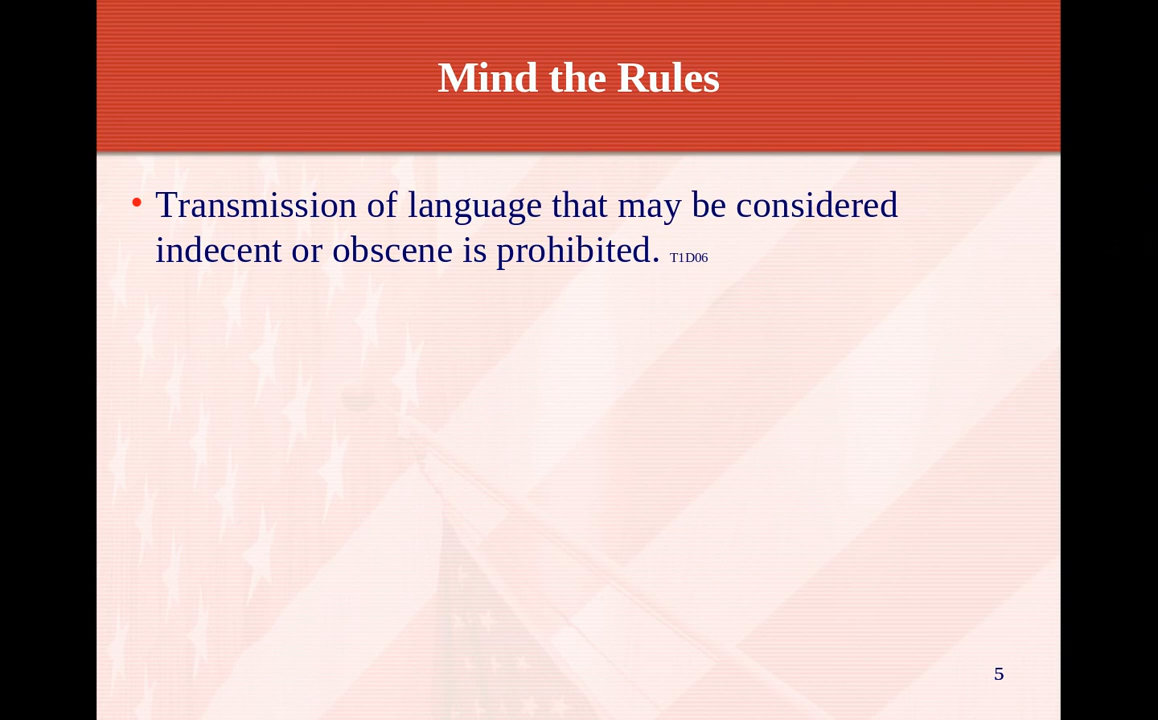 Mind the Rules
• Transmission of language that may be considered
indecent or obscene is prohibited. T1D06
5